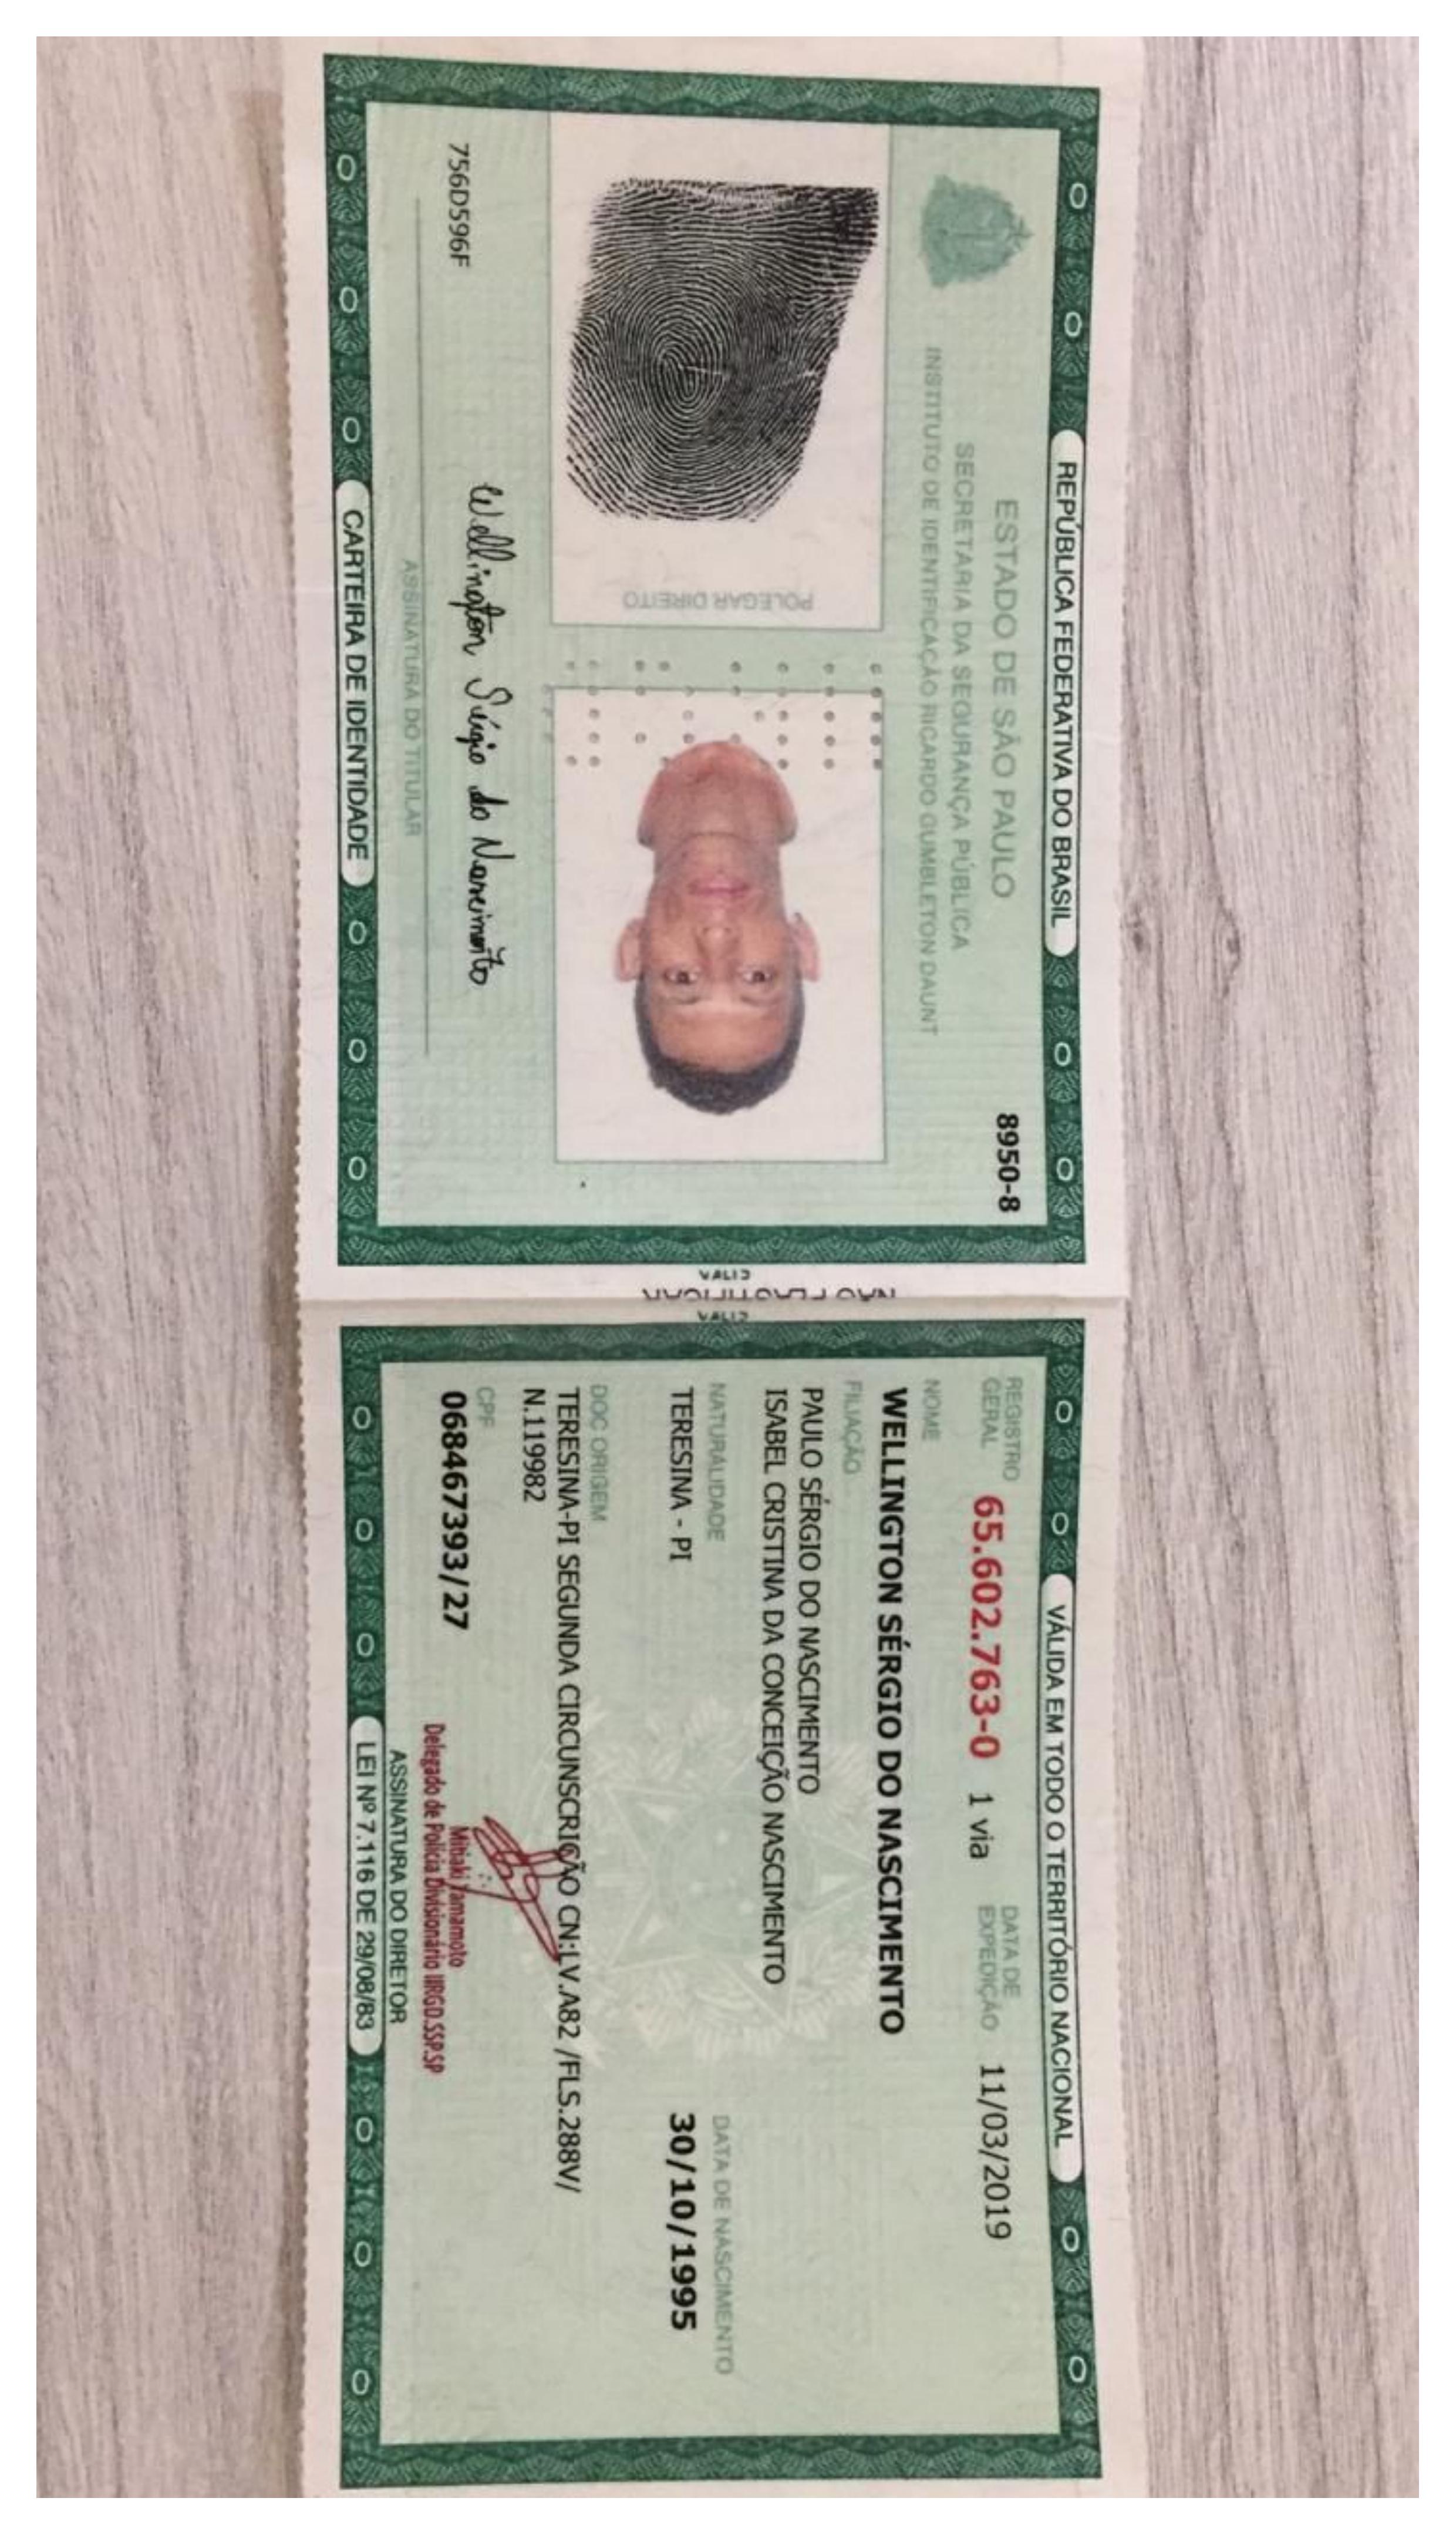 REPÚBLICA FEDERATIVA DO BRASIL
ESTADO DE SÃO PAULO
8950-8
SECRETARIA DA SEGURANÇA PÚBLICA
INSTITUTO DE IDENTIFICAÇÃO RICARDO GUMBLETON DAUNT
POLEGAR DIREITO
Wellington Sérgio do Nascimento
756D596F
ASSINATURA DO TITULAR
CARTEIRA DE IDENTIDADE
VALID
VALID
VÁLIDA EM TODO O TERRITÓRIO NACIONAL
REGISTRO GERAL 65.602.763-0 1 via DATA DE EXPEDIÇÃO 11/03/2019
NOME
WELLINGTON SÉRGIO DO NASCIMENTO
FILIAÇÃO
PAULO SÉRGIO DO NASCIMENTO
ISABEL CRISTINA DA CONCEIÇÃO NASCIMENTO
NATURALIDADE DATA DE NASCIMENTO
TERESINA - PI 30/10/1995
DOC ORIGEM
TERESINA-PI SEGUNDA CIRCUNSCRIÇÃO CN:LV.A82 /FLS.288V/
N.119982
CPF
068467393/27
Mitiaki Yamamoto
Delegado de Polícia Divisionário IIRGD.SSP.SP
ASSINATURA DO DIRETOR
LEI Nº 7.116 DE 29/08/83